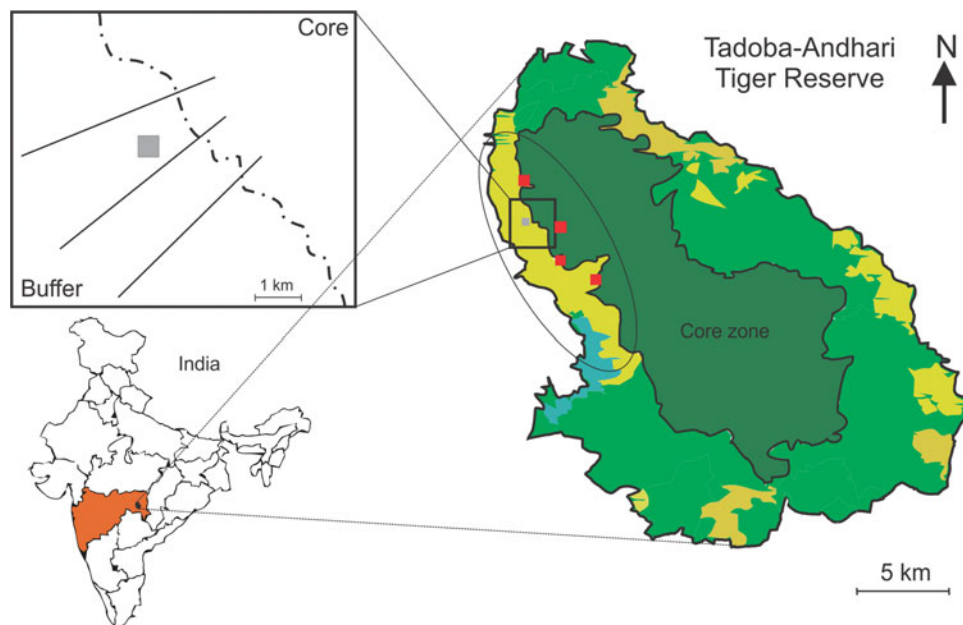 Core
Buffer
1 km
India
Tadoba-Andhari
Tiger Reserve
N
Core zone
5 km